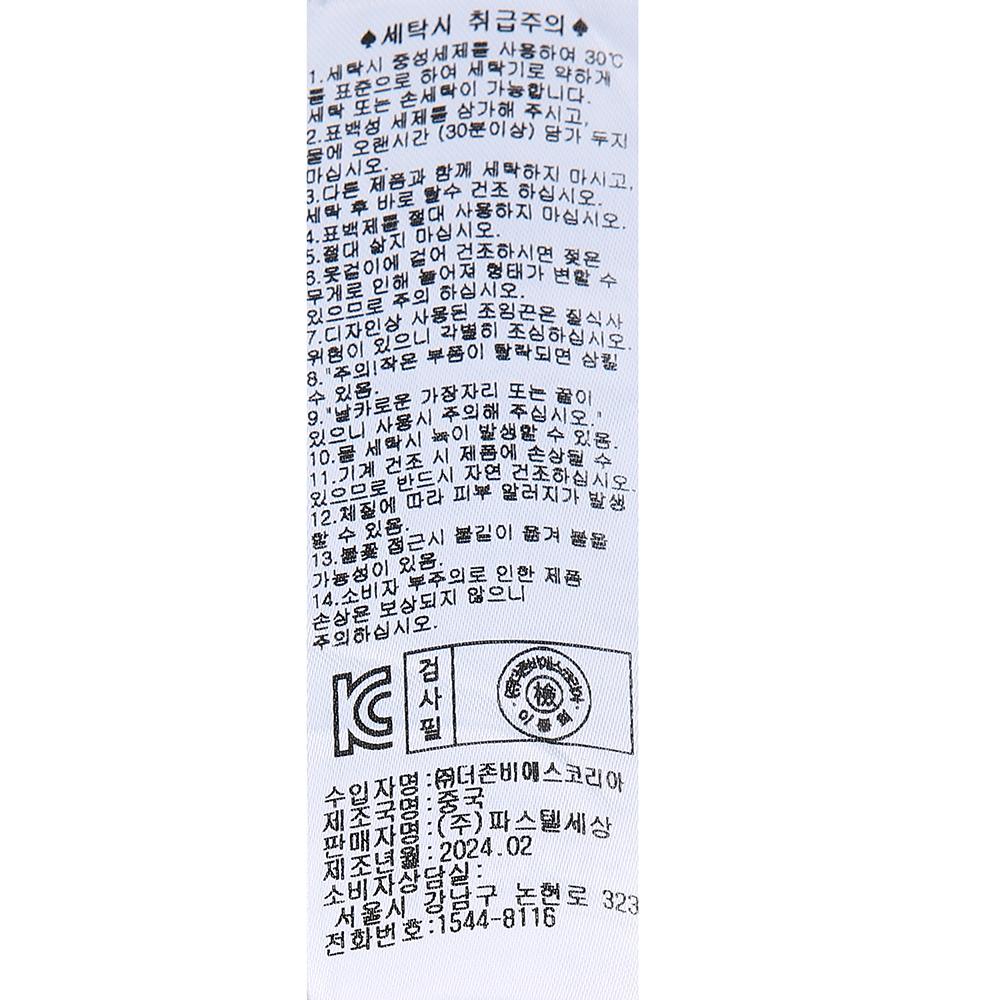 ♠세탁시 취급주의♠
1.세탁시 중성세제를 사용하여 30℃
를 표준으로 하여 세탁기로 약하게
세탁 또는 손세탁이 가능합니다.
2.표백성 세제를 삼가해 주시고,
물에 오랜시간 (30분이상) 담가 두지
마십시오.
3.다른 제품과 함께 세탁하지 마시고,
세탁 후 바로 탈수 건조 하십시오.
4.표백제를 절대 사용하지 마십시오.
5.절대 삶지 마십시오.
6.옷걸이에 걸어 건조하시면 젖은
무게로 인해 늘어져 형태가 변할 수
있으므로 주의 하십시오.
7.디자인상 사용된 조임끈은 질식사
위험이 있으니 각별히 조심하십시오.
8."주의!작은 부품이 탈락되면 삼킬
수 있음.
9."날카로운 가장자리 또는 끝이
있으니 사용시 주의해 주십시오."
10.물 세탁시 녹이 발생할 수 있음.
11.기계 건조 시 제품에 손상될 수
있으므로 반드시 자연 건조하십시오.
12.체질에 따라 피부 알러지가 발생
할 수 있음.
13.불꽃 접근시 불길이 옮겨 붙을
가능성이 있음.
14.소비자 부주의로 인한 제품
손상은 보상되지 않으니
주의하십시오.
KC
검사필
檢
수입자명:㈜더존비에스코리아
제조국명:중국
판매자명:(주)파스텔세상
제조년월:2024.02
소비자상담실:
서울시 강남구 논현로 323
전화번호:1544-8116